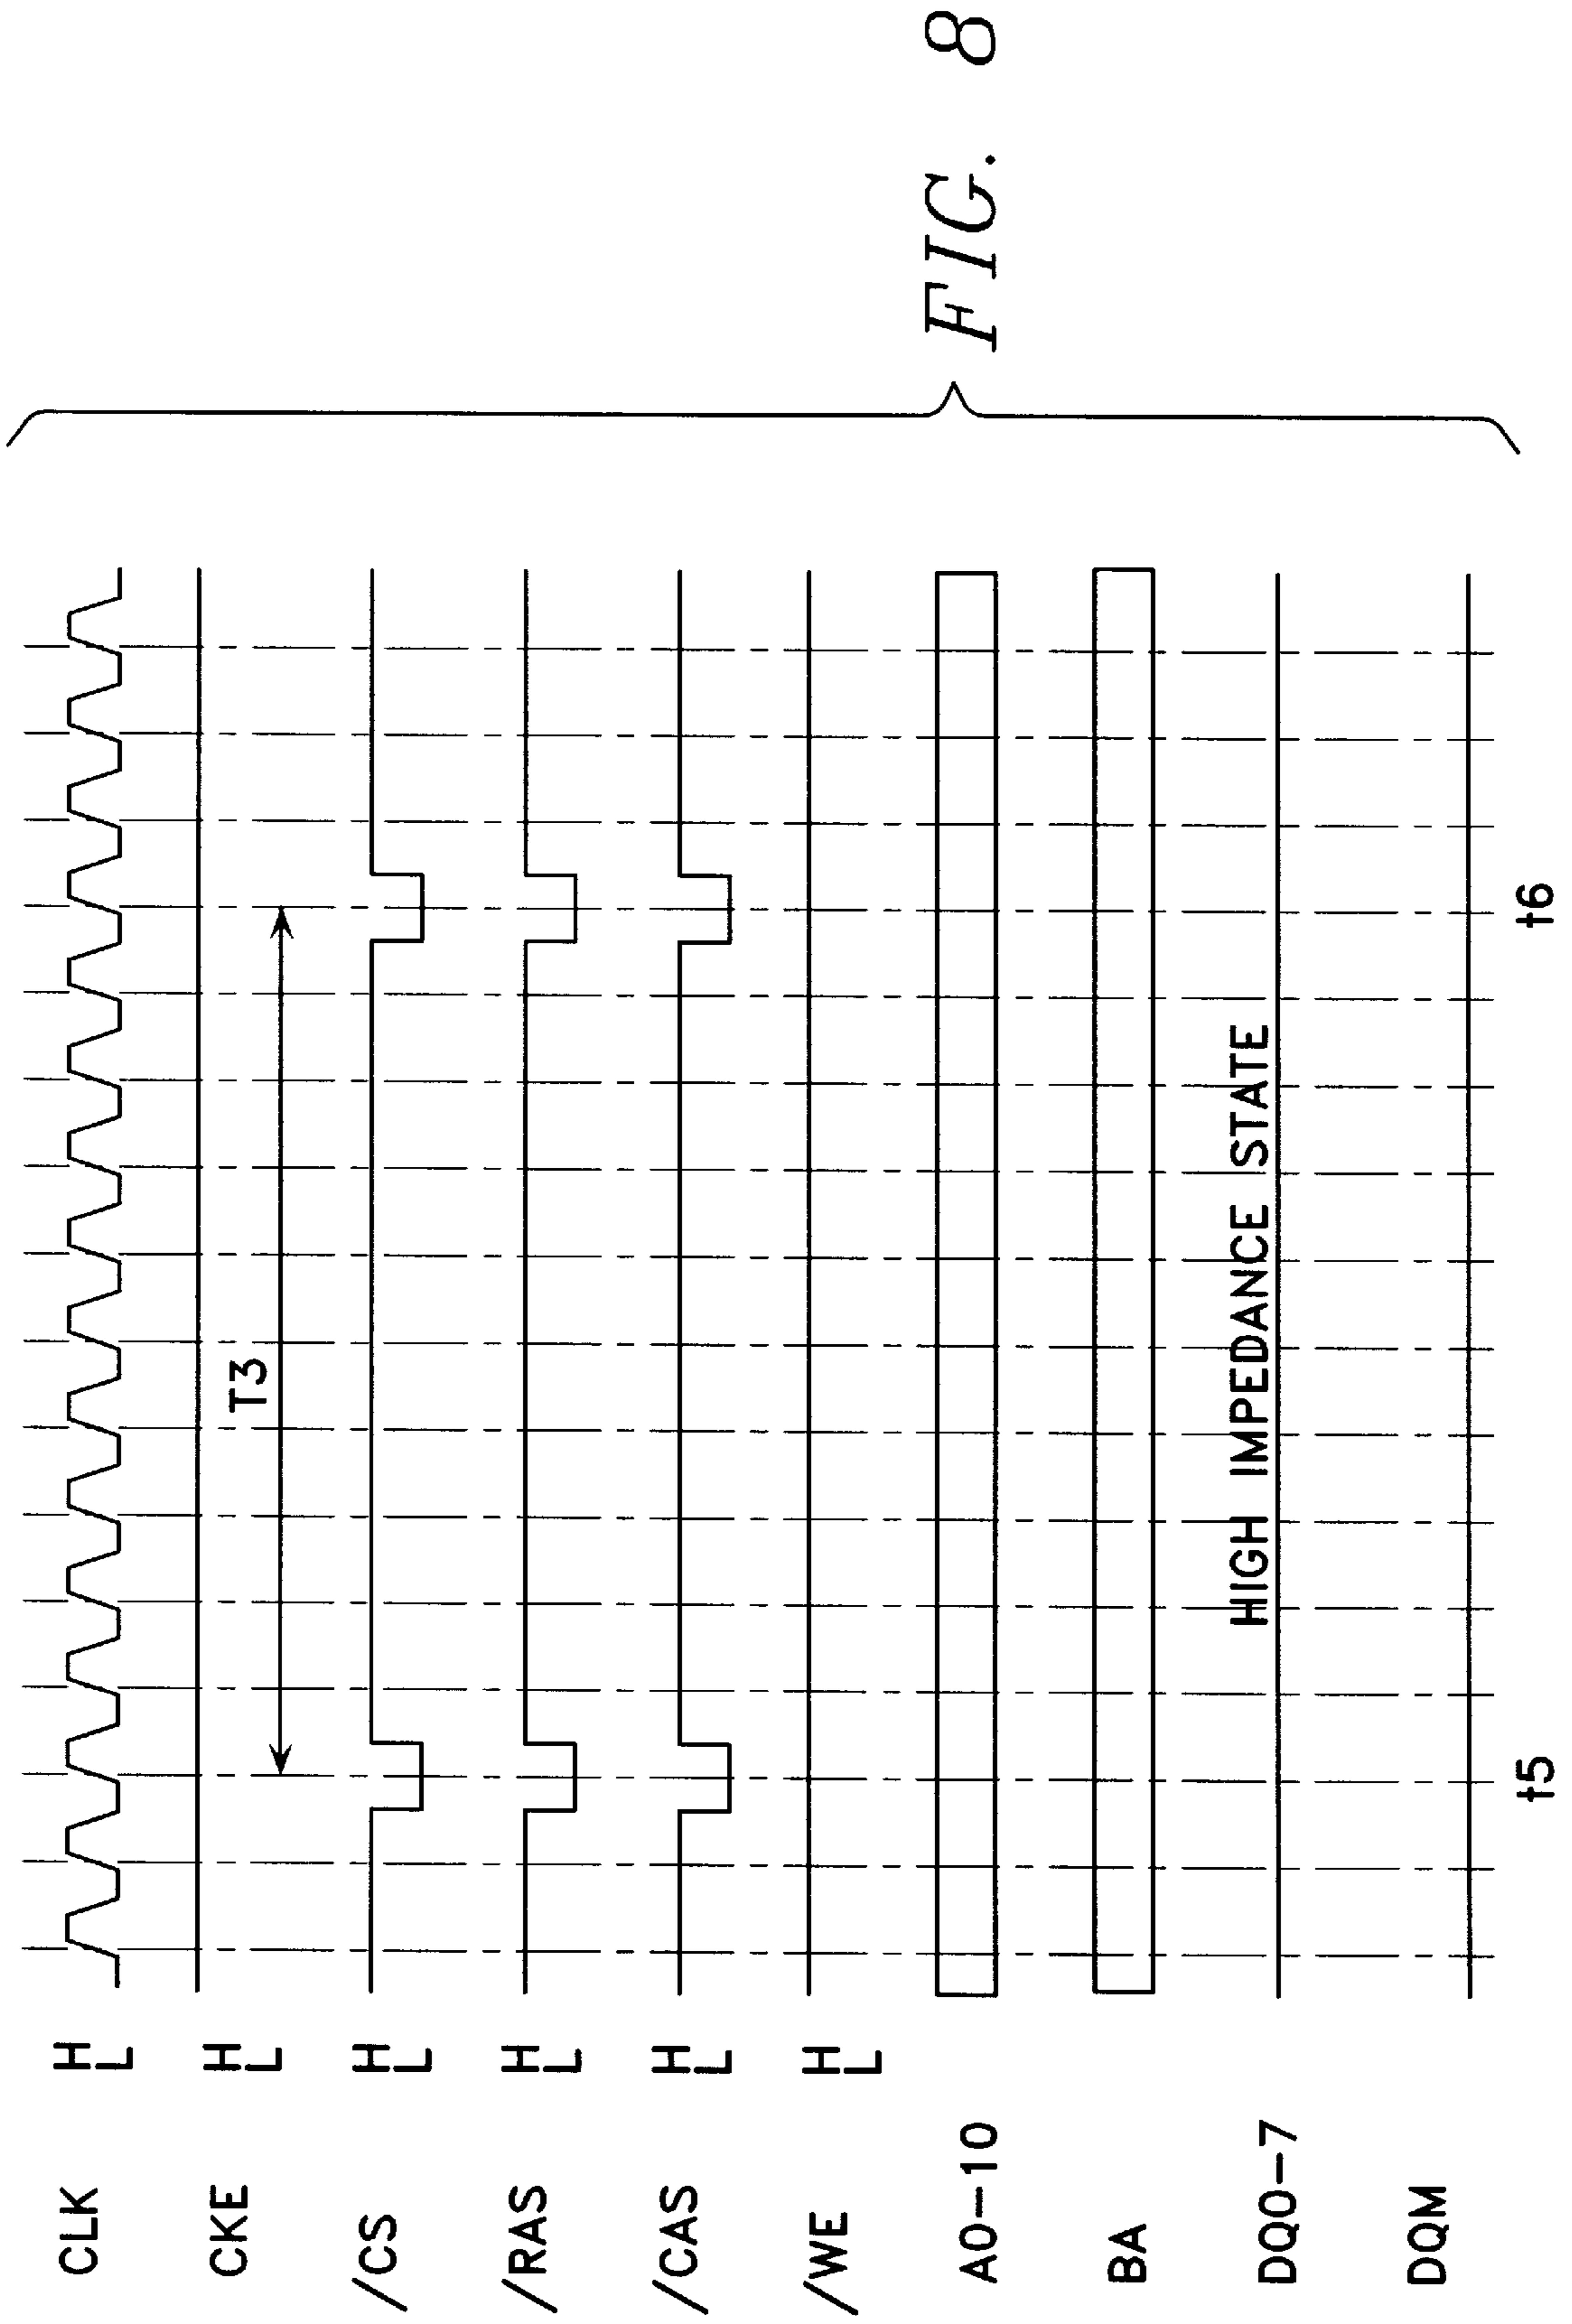 CLK H
L
CKE H
L
T3
/CS H
L
/RAS H
L
/CAS H
L
/WE H
L
A0-10
BA
HIGH IMPEDANCE STATE
DQ0-7
DQM
t5 t6
FIG. 8